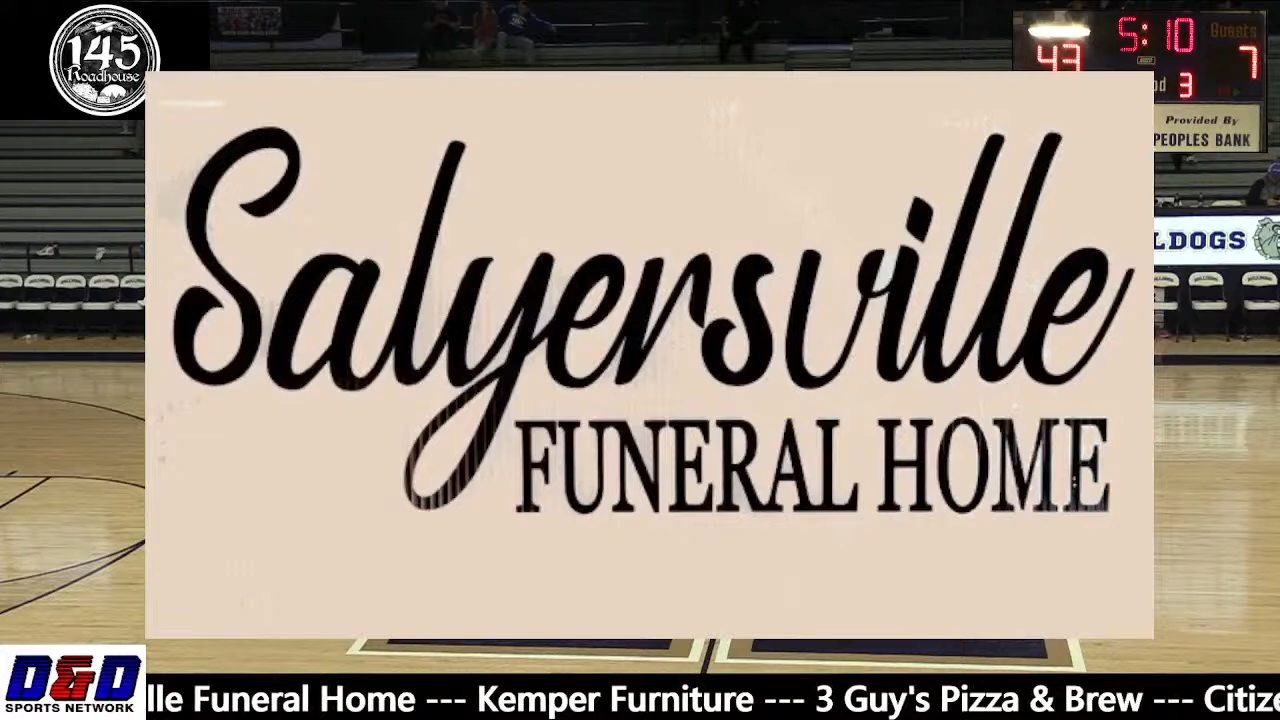 145
Roadhouse
5:10
Guests
43
7
3
Provided By
PEOPLES BANK
LDOGS
Salyersville
FUNERAL HOME
D&D
SPORTS NETWORK
lle Funeral Home --- Kemper Furniture --- 3 Guy's Pizza & Brew --- Citize